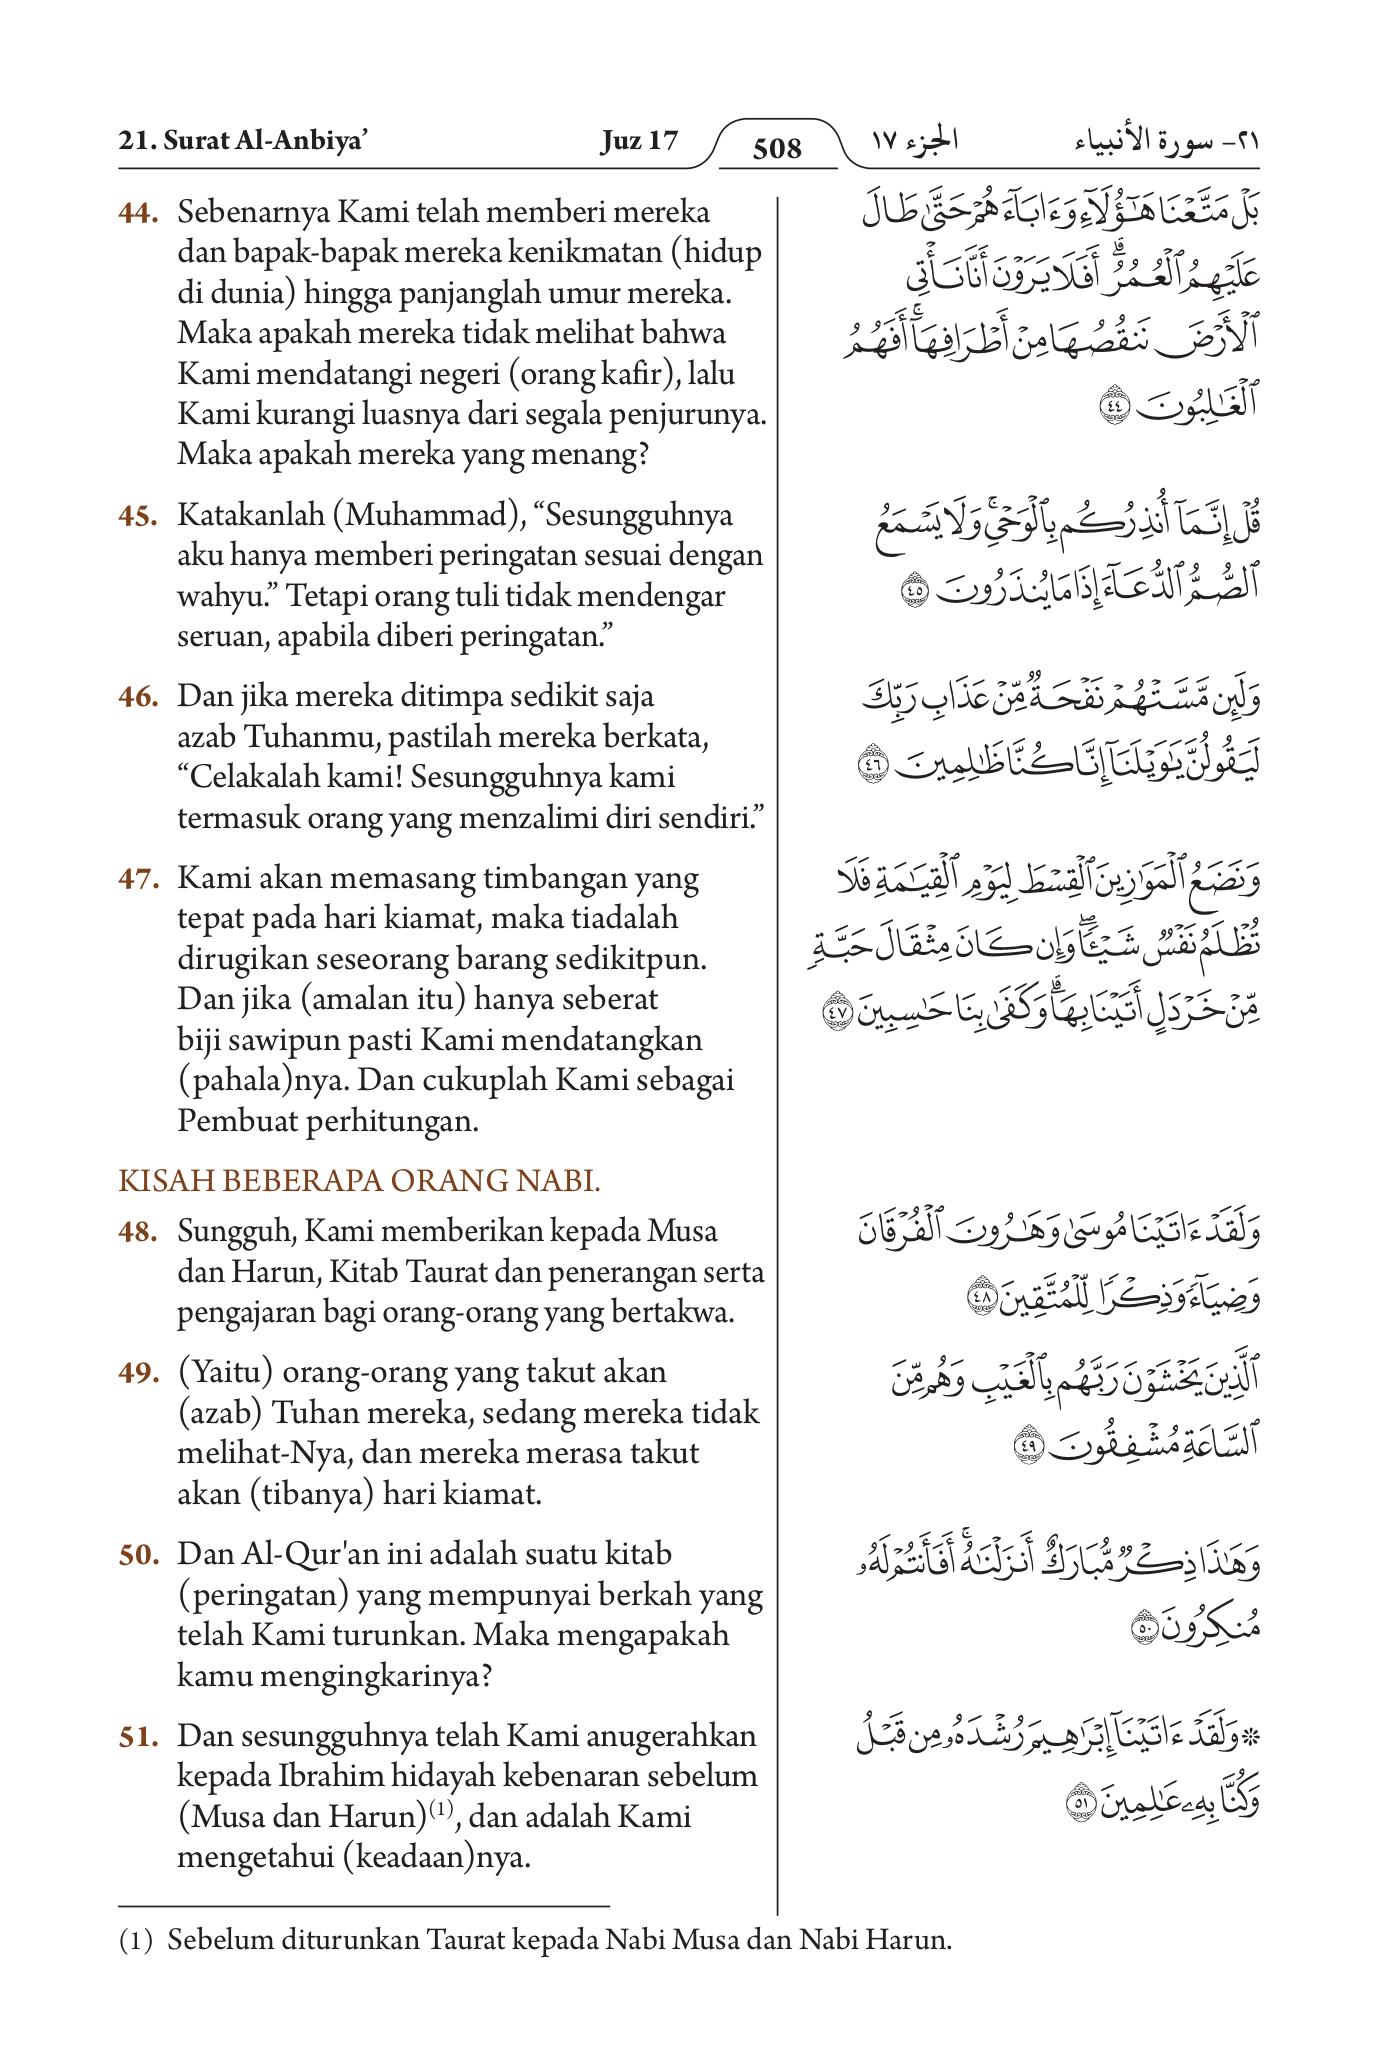 21. Surat Al-Anbiya’ Juz 17 508 الجزء ١٧ ٢١- سورة الأنبياء
44. Sebenarnya Kami telah memberi mereka
dan bapak-bapak mereka kenikmatan (hidup
di dunia) hingga panjanglah umur mereka.
Maka apakah mereka tidak melihat bahwa
Kami mendatangi negeri (orang kafir), lalu
Kami kurangi luasnya dari segala penjurunya.
Maka apakah mereka yang menang?
45. Katakanlah (Muhammad), “Sesungguhnya
aku hanya memberi peringatan sesuai dengan
wahyu.” Tetapi orang tuli tidak mendengar
seruan, apabila diberi peringatan.”
46. Dan jika mereka ditimpa sedikit saja
azab Tuhanmu, pastilah mereka berkata,
“Celakalah kami! Sesungguhnya kami
termasuk orang yang menzalimi diri sendiri.”
47. Kami akan memasang timbangan yang
tepat pada hari kiamat, maka tiadalah
dirugikan seseorang barang sedikitpun.
Dan jika (amalan itu) hanya seberat
biji sawipun pasti Kami mendatangkan
(pahala)nya. Dan cukuplah Kami sebagai
Pembuat perhitungan.
KISAH BEBERAPA ORANG NABI.
48. Sungguh, Kami memberikan kepada Musa
dan Harun, Kitab Taurat dan penerangan serta
pengajaran bagi orang-orang yang bertakwa.
49. (Yaitu) orang-orang yang takut akan
(azab) Tuhan mereka, sedang mereka tidak
melihat-Nya, dan mereka merasa takut
akan (tibanya) hari kiamat.
50. Dan Al-Qur'an ini adalah suatu kitab
(peringatan) yang mempunyai berkah yang
telah Kami turunkan. Maka mengapakah
kamu mengingkarinya?
51. Dan sesungguhnya telah Kami anugerahkan
kepada Ibrahim hidayah kebenaran sebelum
(Musa dan Harun)(1), dan adalah Kami
mengetahui (keadaan)nya.
بَلۡ مَتَّعۡنَا هَـٰٓؤُلَآءِ وَءَابَآءَهُمۡ حَتَّىٰ طَالَ
عَلَيۡهِمُ ٱلۡعُمُرُۗ أَفَلَا يَرَوۡنَ أَنَّا نَأۡتِي
ٱلۡأَرۡضَ نَنقُصُهَا مِنۡ أَطۡرَافِهَآۚ أَفَهُمُ
ٱلۡغَٰلِبُونَ ٤٤
قُلۡ إِنَّمَآ أُنذِرُكُم بِٱلۡوَحۡيِۚ وَلَا يَسۡمَعُ
ٱلصُّمُّ ٱلدُّعَآءَ إِذَا مَا يُنذَرُونَ ٤٥
وَلَئِن مَّسَّتۡهُمۡ نَفۡحَةٞ مِّنۡ عَذَابِ رَبِّكَ
لَيَقُولُنَّ يَٰوَيۡلَنَآ إِنَّا كُنَّا ظَٰلِمِينَ ٤٦
وَنَضَعُ ٱلۡمَوَٰزِينَ ٱلۡقِسۡطَ لِيَوۡمِ ٱلۡقِيَٰمَةِ فَلَا
تُظۡلَمُ نَفۡسٞ شَيۡـٔٗاۖ وَإِن كَانَ مِثۡقَالَ حَبَّةٖ
مِّنۡ خَرۡدَلٍ أَتَيۡنَا بِهَاۗ وَكَفَىٰ بِنَا حَٰسِبِينَ ٤٧
وَلَقَدۡ ءَاتَيۡنَا مُوسَىٰ وَهَٰرُونَ ٱلۡفُرۡقَانَ
وَضِيَآءٗ وَذِكۡرٗا لِّلۡمُتَّقِينَ ٤٨
ٱلَّذِينَ يَخۡشَوۡنَ رَبَّهُم بِٱلۡغَيۡبِ وَهُم مِّنَ
ٱلسَّاعَةِ مُشۡفِقُونَ ٤٩
وَهَٰذَا ذِكۡرٞ مُّبَارَكٌ أَنزَلۡنَٰهُۚ أَفَأَنتُمۡ لَهُۥ
مُنكِرُونَ ٥٠
۞ وَلَقَدۡ ءَاتَيۡنَآ إِبۡرَٰهِيمَ رُشۡدَهُۥ مِن قَبۡلُ
وَكُنَّا بِهِۦ عَٰلِمِينَ ٥١
(1) Sebelum diturunkan Taurat kepada Nabi Musa dan Nabi Harun.